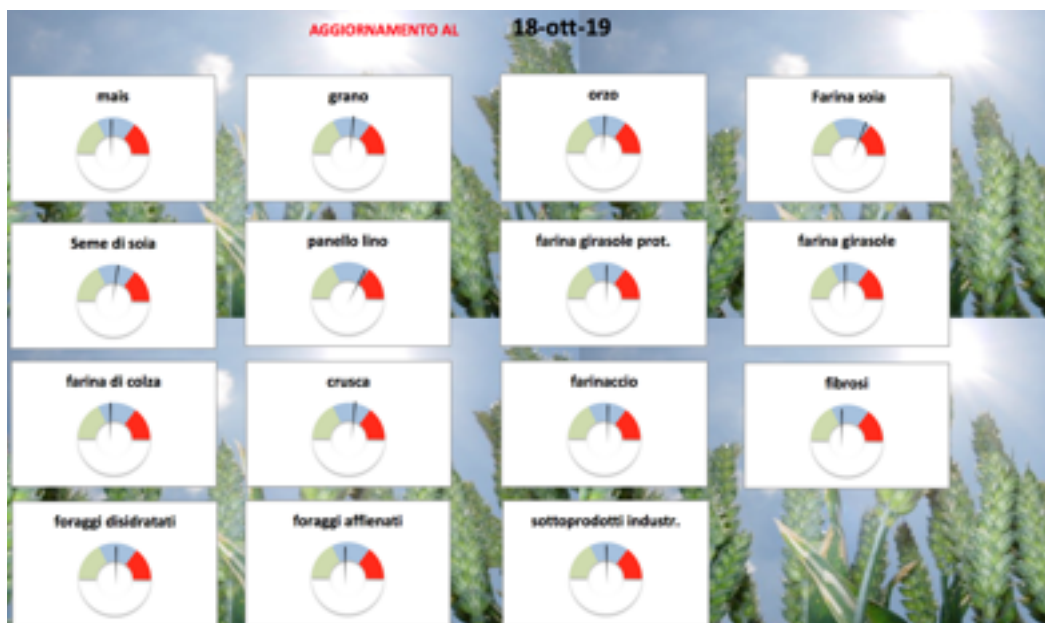 AGGIORNAMENTO AL 18-ott-19
mais
grano
orzo
Farina soia
Seme di soia
panello lino
farina girasole prot.
farina girasole
farina di colza
crusca
farinaccio
fibrosi
foraggi disidratati
foraggi affienati
sottoprodotti industr.